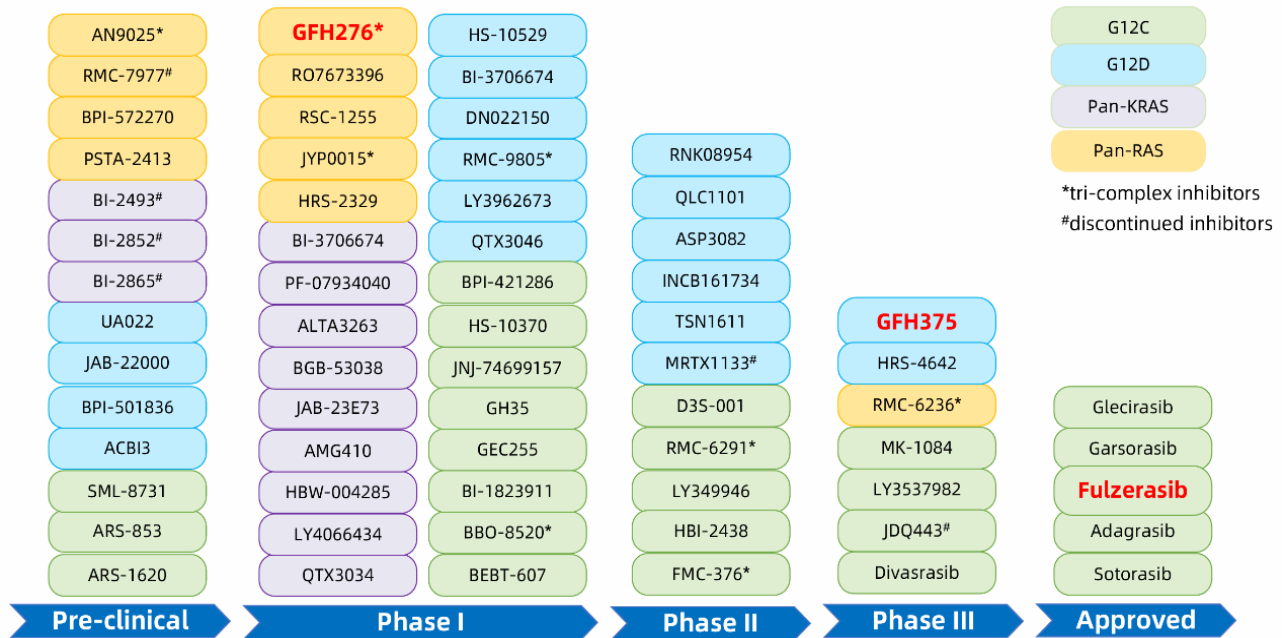 AN9025*
RMC-7977#
BPI-572270
PSTA-2413
BI-2493#
BI-2852#
BI-2865#
UA022
JAB-22000
BPI-501836
ACBI3
SML-8731
ARS-853
ARS-1620
Pre-clinical
GFH276*
RO7673396
RSC-1255
JYP0015*
HRS-2329
BI-3706674
PF-07934040
ALTA3263
BGB-53038
JAB-23E73
AMG410
HBW-004285
LY4066434
QTX3034
HS-10529
BI-3706674
DN022150
RMC-9805*
LY3962673
QTX3046
BPI-421286
HS-10370
JNJ-74699157
GH35
GEC255
BI-1823911
BBO-8520*
BEBT-607
Phase I
RNK08954
QLC1101
ASP3082
INCB161734
TSN1611
MRTX1133#
D3S-001
RMC-6291*
LY349946
HBI-2438
FMC-376*
Phase II
GFH375
HRS-4642
RMC-6236*
MK-1084
LY3537982
JDQ443#
Divasrasib
Phase III
G12C
G12D
Pan-KRAS
Pan-RAS
*tri-complex inhibitors
#discontinued inhibitors
Glecirasib
Garsorasib
Fulzerasib
Adagrasib
Sotorasib
Approved